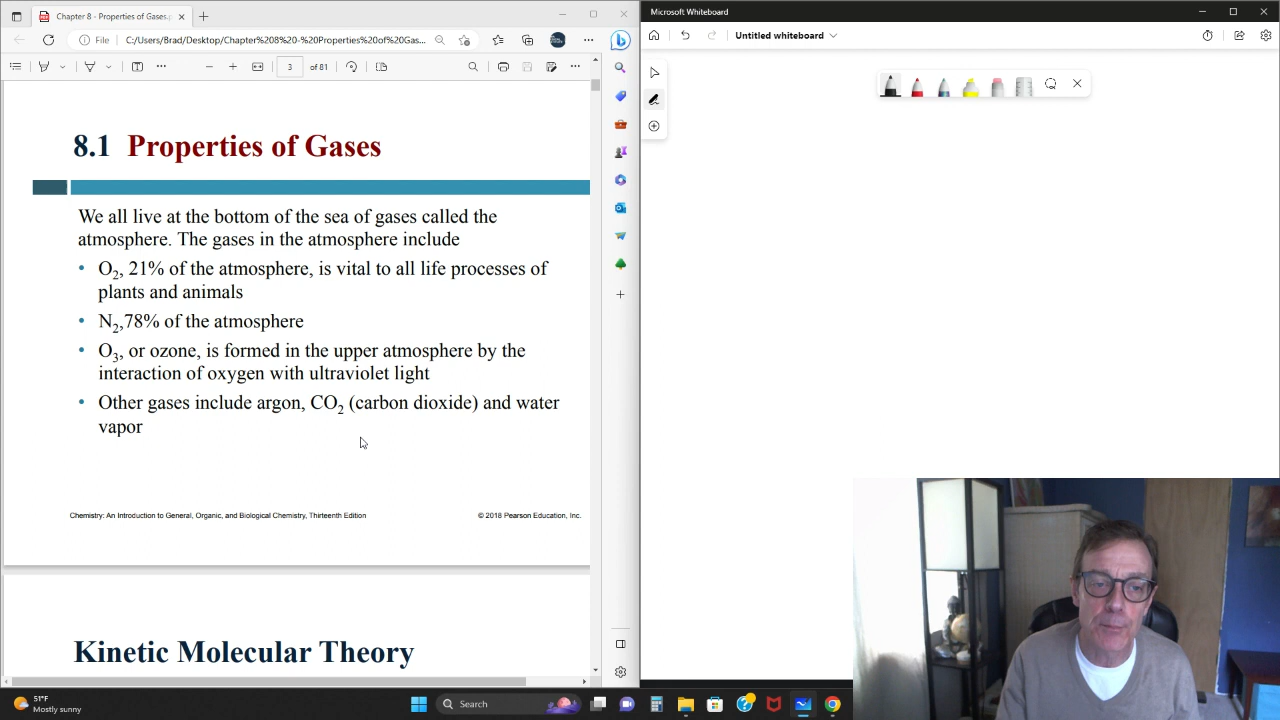 Chapter 8 - Properties of Gases.p
File
C:/Users/Brad/Desktop/Chapter%208%20-%20Properties%20of%20Gas...
3 of 81
8.1 Properties of Gases
We all live at the bottom of the sea of gases called the
atmosphere. The gases in the atmosphere include
• O2, 21% of the atmosphere, is vital to all life processes of
plants and animals
• N2,78% of the atmosphere
• O3, or ozone, is formed in the upper atmosphere by the
interaction of oxygen with ultraviolet light
• Other gases include argon, CO2 (carbon dioxide) and water
vapor
Chemistry: An Introduction to General, Organic, and Biological Chemistry, Thirteenth Edition
© 2018 Pearson Education, Inc.
Kinetic Molecular Theory
Microsoft Whiteboard
Untitled whiteboard
51°F
Mostly sunny
Search